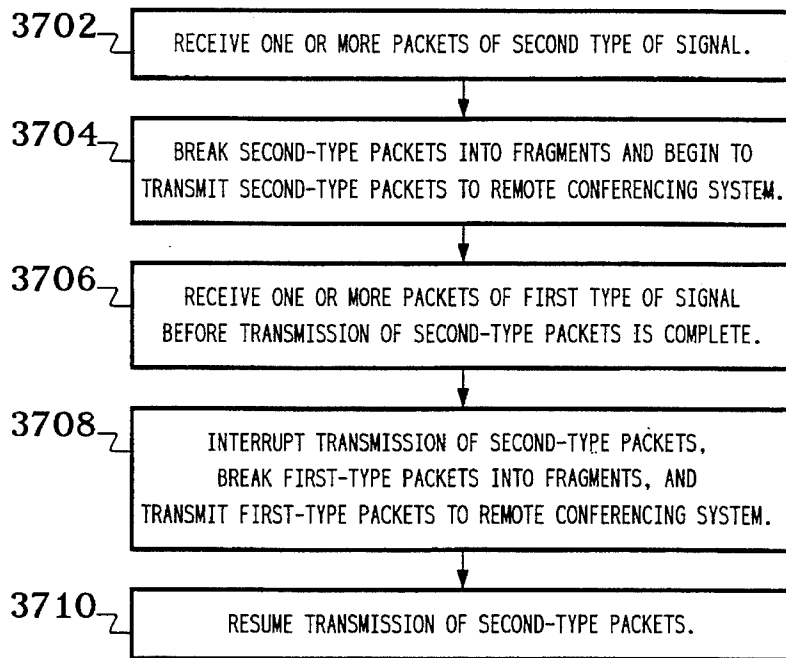 3702
RECEIVE ONE OR MORE PACKETS OF SECOND TYPE OF SIGNAL.
3704
BREAK SECOND-TYPE PACKETS INTO FRAGMENTS AND BEGIN TO
TRANSMIT SECOND-TYPE PACKETS TO REMOTE CONFERENCING SYSTEM.
3706
RECEIVE ONE OR MORE PACKETS OF FIRST TYPE OF SIGNAL
BEFORE TRANSMISSION OF SECOND-TYPE PACKETS IS COMPLETE.
3708
INTERRUPT TRANSMISSION OF SECOND-TYPE PACKETS,
BREAK FIRST-TYPE PACKETS INTO FRAGMENTS, AND
TRANSMIT FIRST-TYPE PACKETS TO REMOTE CONFERENCING SYSTEM.
3710
RESUME TRANSMISSION OF SECOND-TYPE PACKETS.